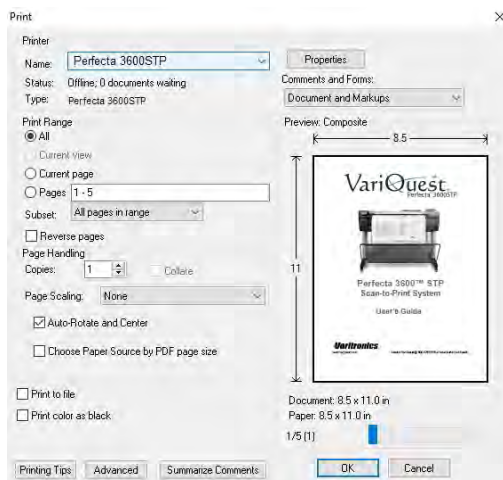 Print
Printer
Name: Perfecta 3600STP
Properties
Status: Offline; 0 documents waiting
Type: Perfecta 3600STP
Comments and Forms:
Document and Markups
Print Range
All
Current view
Current page
Pages 1 - 5
Subset: All pages in range
Reverse pages
Page Handling
Copies: 1
Collate
Page Scaling: None
Auto-Rotate and Center
Choose Paper Source by PDF page size
Print to file
Print color as black
Preview: Composite
8.5
11
VariQuest
Perfecta 3600STP
Perfecta 3600™ STP
Scan-to-Print System
User's Guide
Varitronics
Document: 8.5 x 11.0 in
Paper: 8.5 x 11.0 in
1/5 (1)
Printing Tips
Advanced
Summarize Comments
OK
Cancel